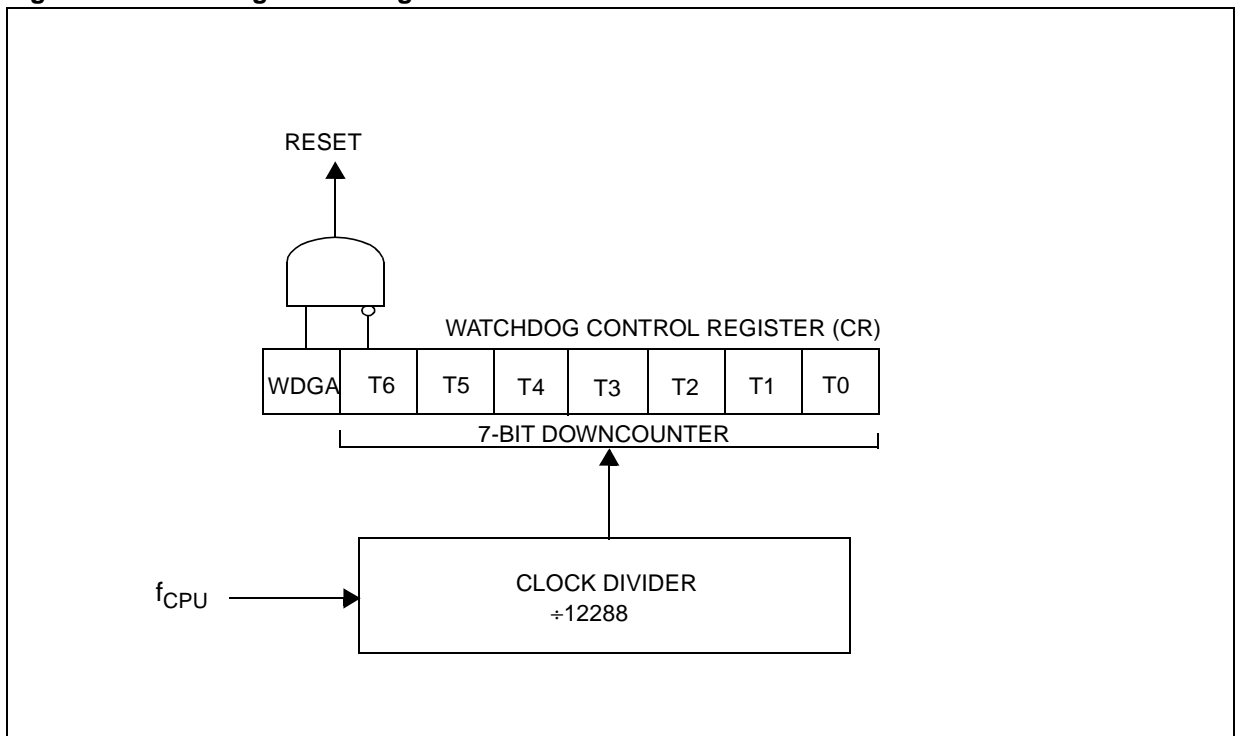 RESET
WATCHDOG CONTROL REGISTER (CR)
WDGA T6 T5 T4 T3 T2 T1 T0
7-BIT DOWNCOUNTER
fCPU
CLOCK DIVIDER
÷12288